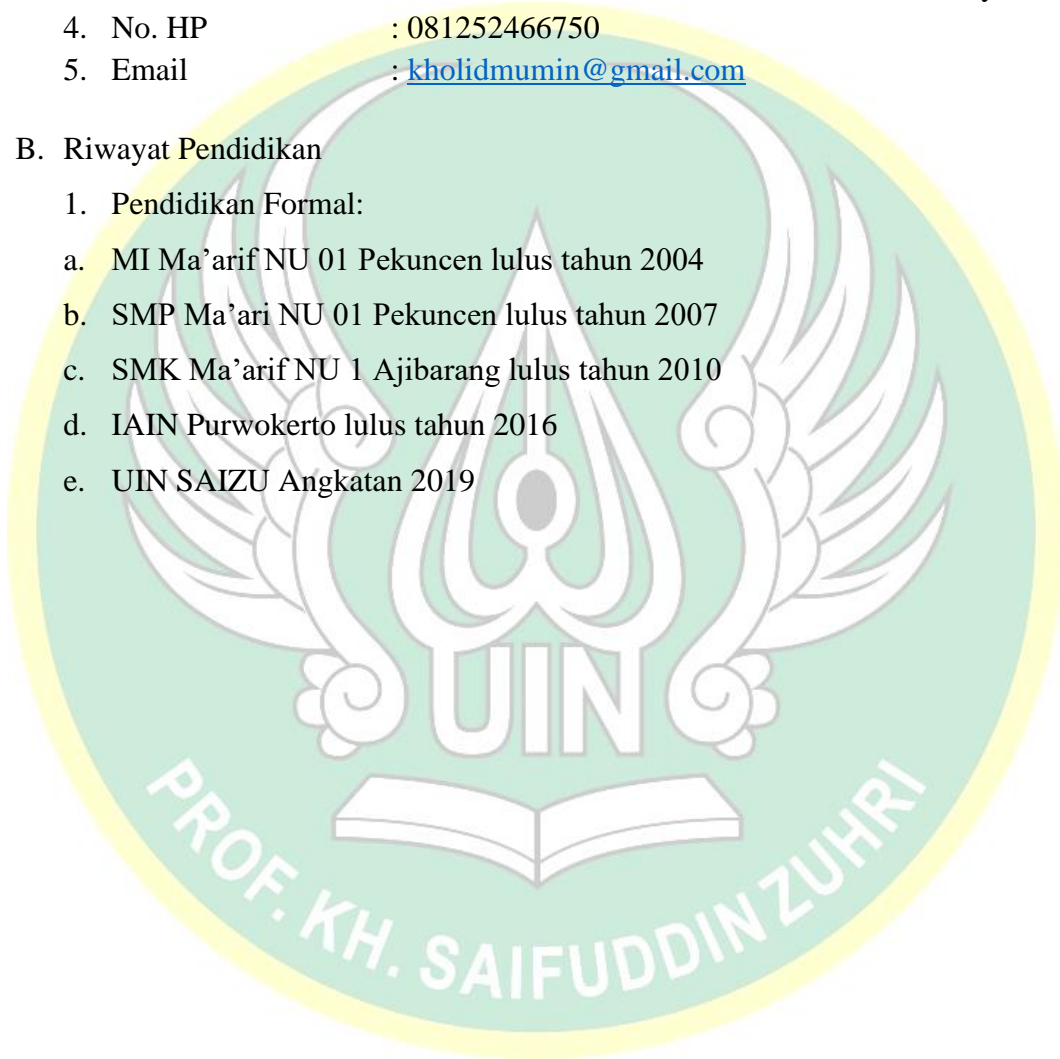 4. No. HP : 081252466750
5. Email : kholidmumin@gmail.com
B. Riwayat Pendidikan
1. Pendidikan Formal:
a. MI Ma’arif NU 01 Pekuncen lulus tahun 2004
b. SMP Ma’ari NU 01 Pekuncen lulus tahun 2007
c. SMK Ma’arif NU 1 Ajibarang lulus tahun 2010
d. IAIN Purwokerto lulus tahun 2016
e. UIN SAIZU Angkatan 2019
UIN
PROF. KH. SAIFUDDIN ZUHRI